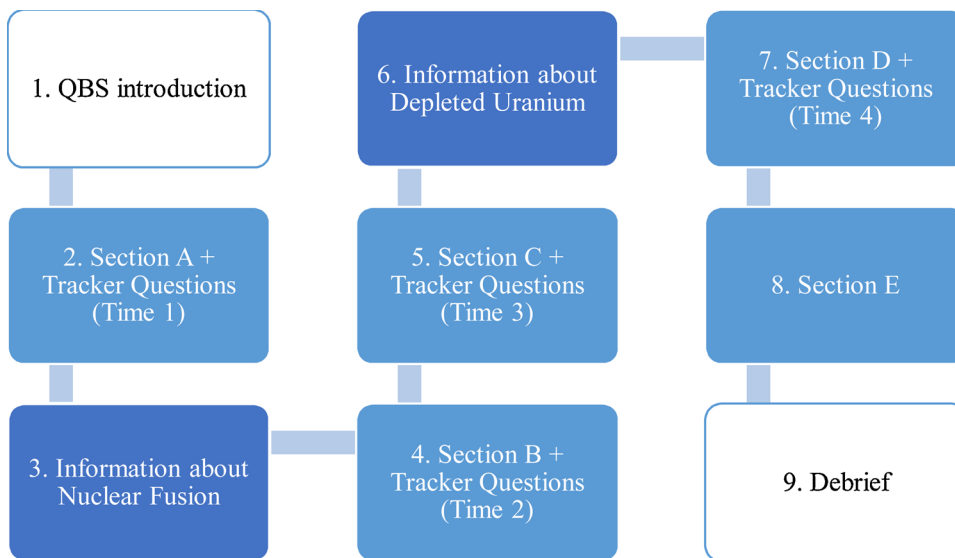 1. QBS introduction
2. Section A +
Tracker Questions
(Time 1)
3. Information about
Nuclear Fusion
4. Section B +
Tracker Questions
(Time 2)
5. Section C +
Tracker Questions
(Time 3)
6. Information about
Depleted Uranium
7. Section D +
Tracker Questions
(Time 4)
8. Section E
9. Debrief